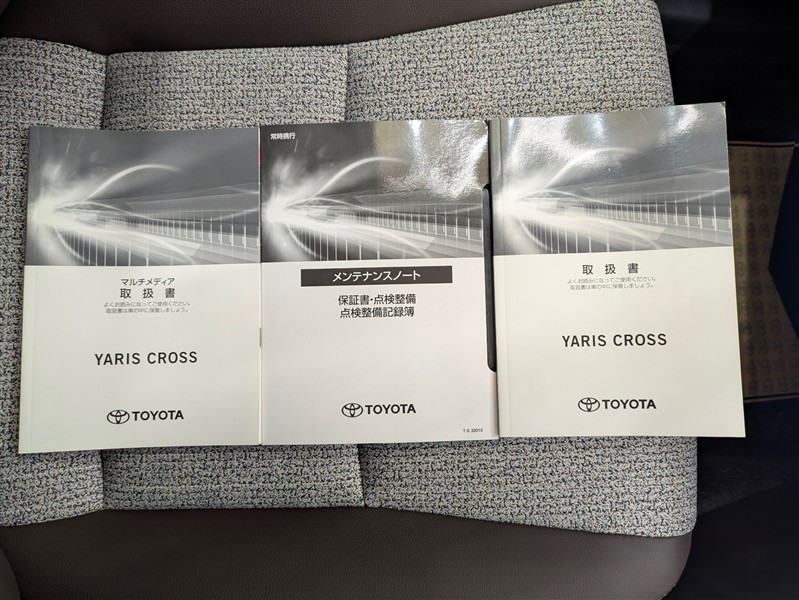 マルチメディア
取扱書
よくお読みになってご使用ください。
取扱書は車の中に保管しましょう。
YARIS CROSS
TOYOTA
常時携行
メンテナンスノート
保証書・点検整備
点検整備記録簿
TOYOTA
取扱書
よくお読みになってご使用ください。
取扱書は車の中に保管しましょう。
YARIS CROSS
TOYOTA